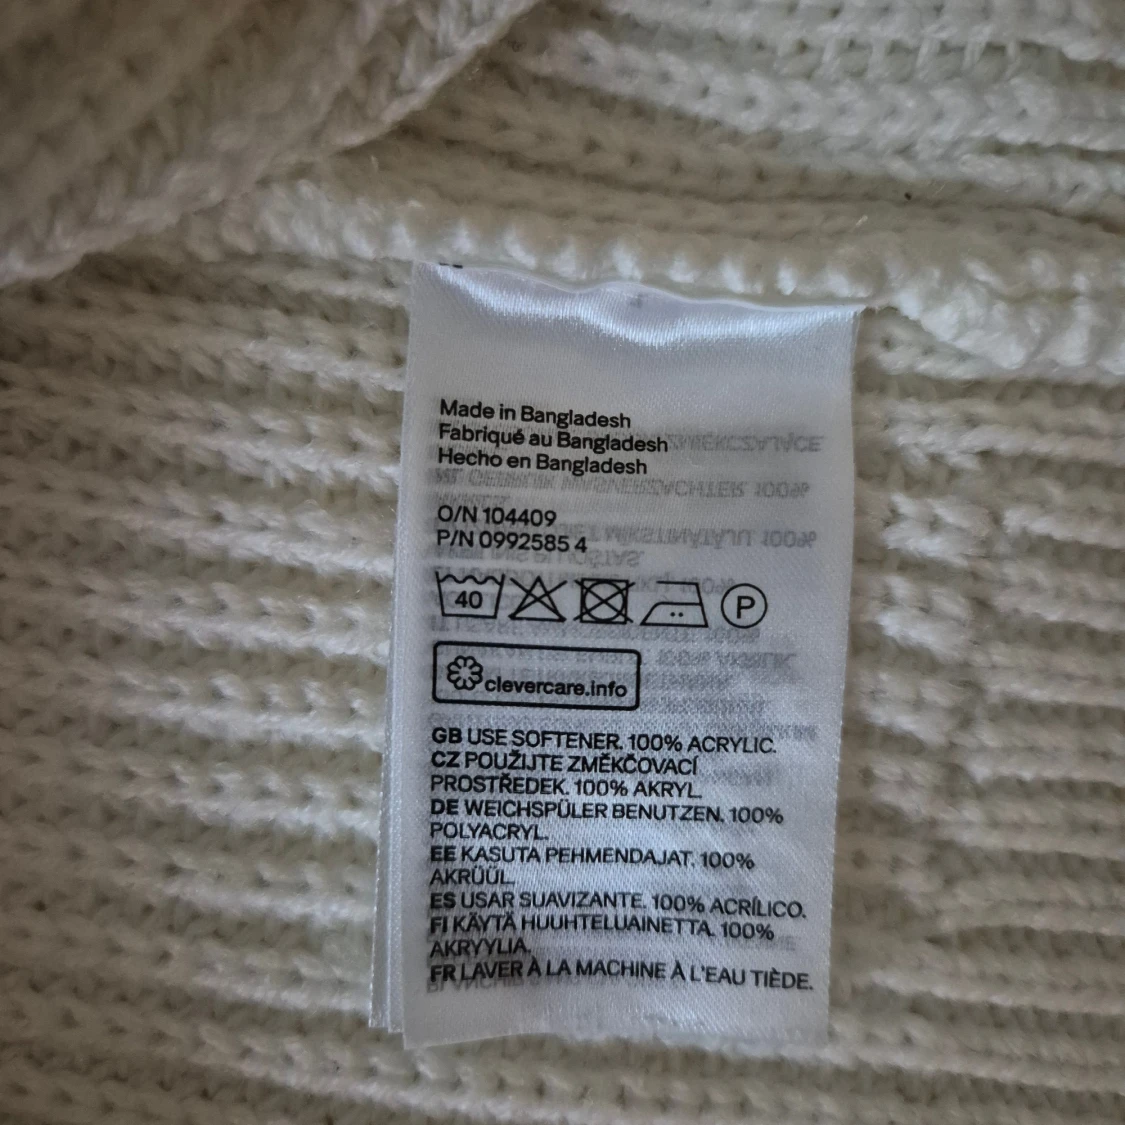 Made in Bangladesh
Fabriqué au Bangladesh
Hecho en Bangladesh
O/N 104409
P/N 0992585 4
40
P
clevercare.info
GB USE SOFTENER. 100% ACRYLIC.
CZ POUŽIJTE ZMĚKČOVACÍ
PROSTŘEDEK. 100% AKRYL.
DE WEICHSPÜLER BENUTZEN. 100%
POLYACRYL.
EE KASUTA PEHMENDAJAT. 100%
AKRÜÜL.
ES USAR SUAVIZANTE. 100% ACRÍLICO.
FI KÄYTÄ HUUHTELUAINETTA. 100%
AKRYYLIA.
FR LAVER À LA MACHINE À L'EAU TIÈDE.